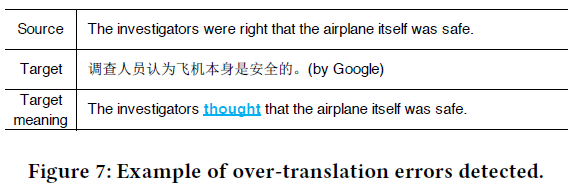 Source The investigators were right that the airplane itself was safe.
Target 调查人员认为飞机本身是安全的。(by Google)
Target meaning The investigators thought that the airplane itself was safe.
Figure 7: Example of over-translation errors detected.